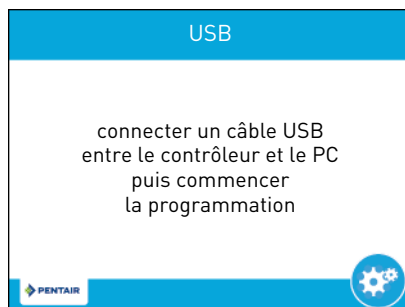 USB
connecter un câble USB
entre le contrôleur et le PC
puis commencer
la programmation
PENTAIR